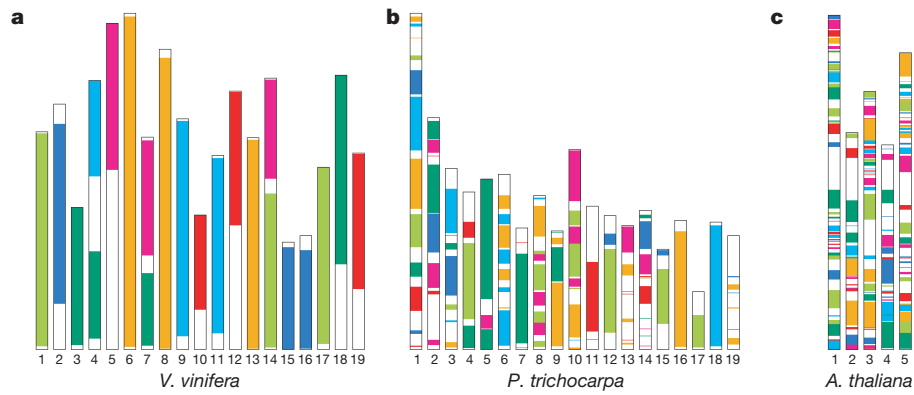 a
b
c
1 2 3 4 5 6 7 8 9 10 11 12 13 14 15 16 17 18 19
1 2 3 4 5 6 7 8 9 10 11 12 13 14 15 16 17 18 19
1 2 3 4 5
V. vinifera
P. trichocarpa
A. thaliana